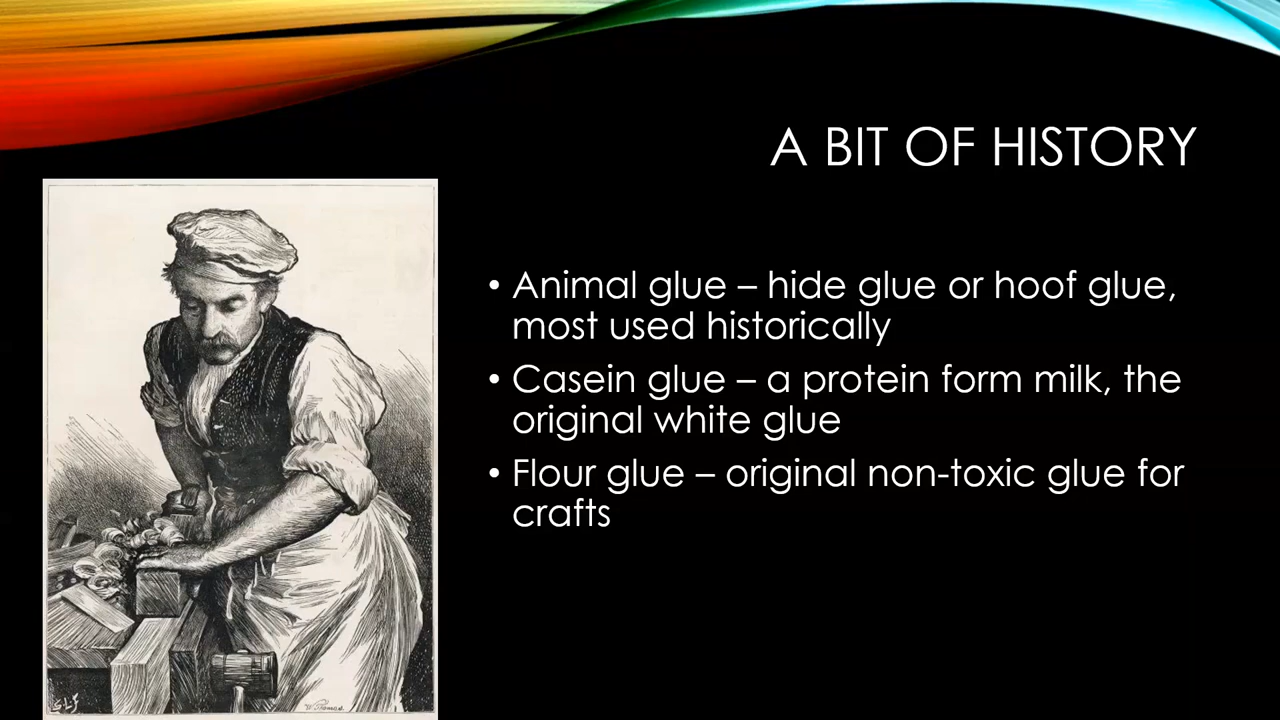 A BIT OF HISTORY
• Animal glue – hide glue or hoof glue,
most used historically
• Casein glue – a protein form milk, the
original white glue
• Flour glue – original non-toxic glue for
crafts